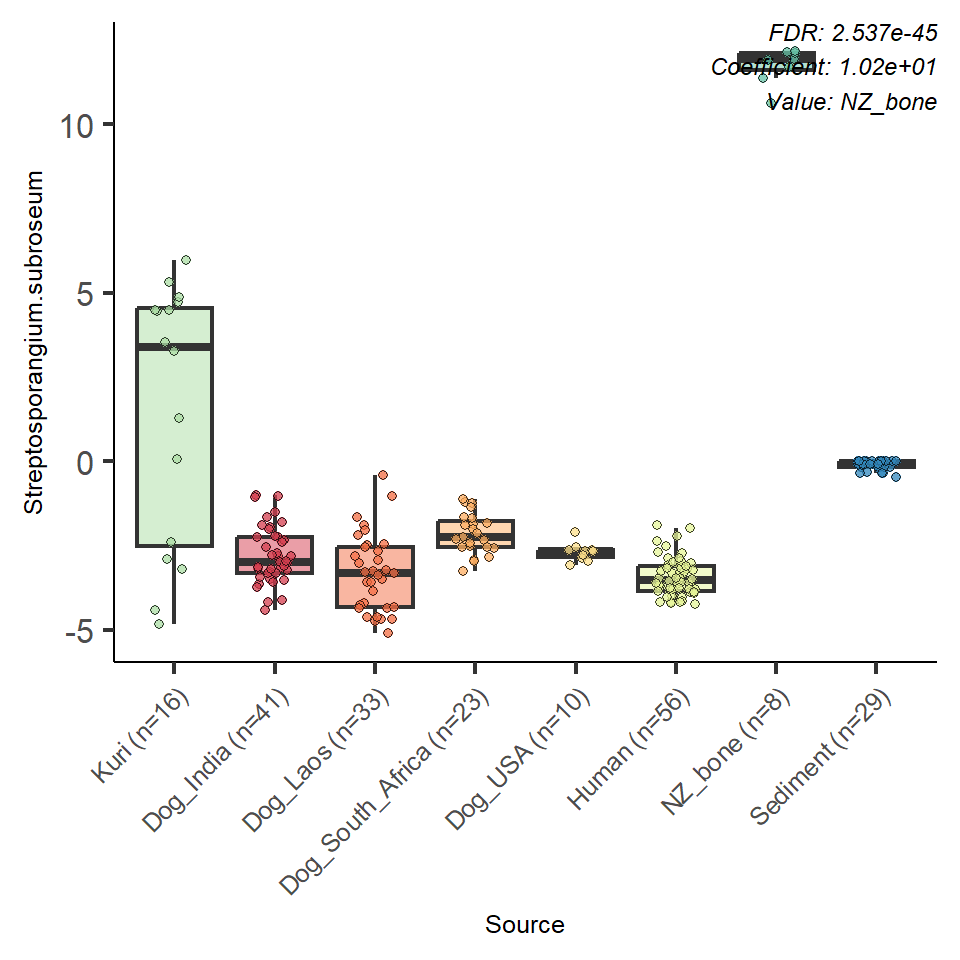 FDR: 2.537e-45
Coefficient: 1.02e+01
Value: NZ_bone
Streptosporangium.subroseum
10
5
0
-5
Kuri (n=16)
Dog_India (n=41)
Dog_Laos (n=33)
Dog_South_Africa (n=23)
Dog_USA (n=10)
Human (n=56)
NZ_bone (n=8)
Sediment (n=29)
Source